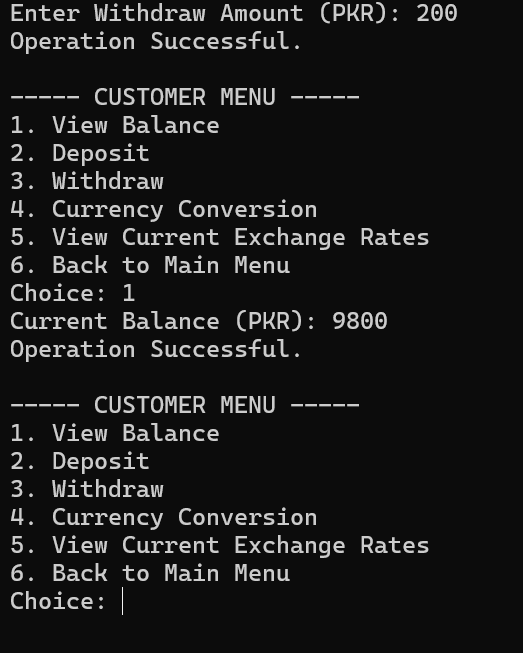 Enter Withdraw Amount (PKR): 200
Operation Successful.
----- CUSTOMER MENU -----
1. View Balance
2. Deposit
3. Withdraw
4. Currency Conversion
5. View Current Exchange Rates
6. Back to Main Menu
Choice: 1
Current Balance (PKR): 9800
Operation Successful.
----- CUSTOMER MENU -----
1. View Balance
2. Deposit
3. Withdraw
4. Currency Conversion
5. View Current Exchange Rates
6. Back to Main Menu
Choice: